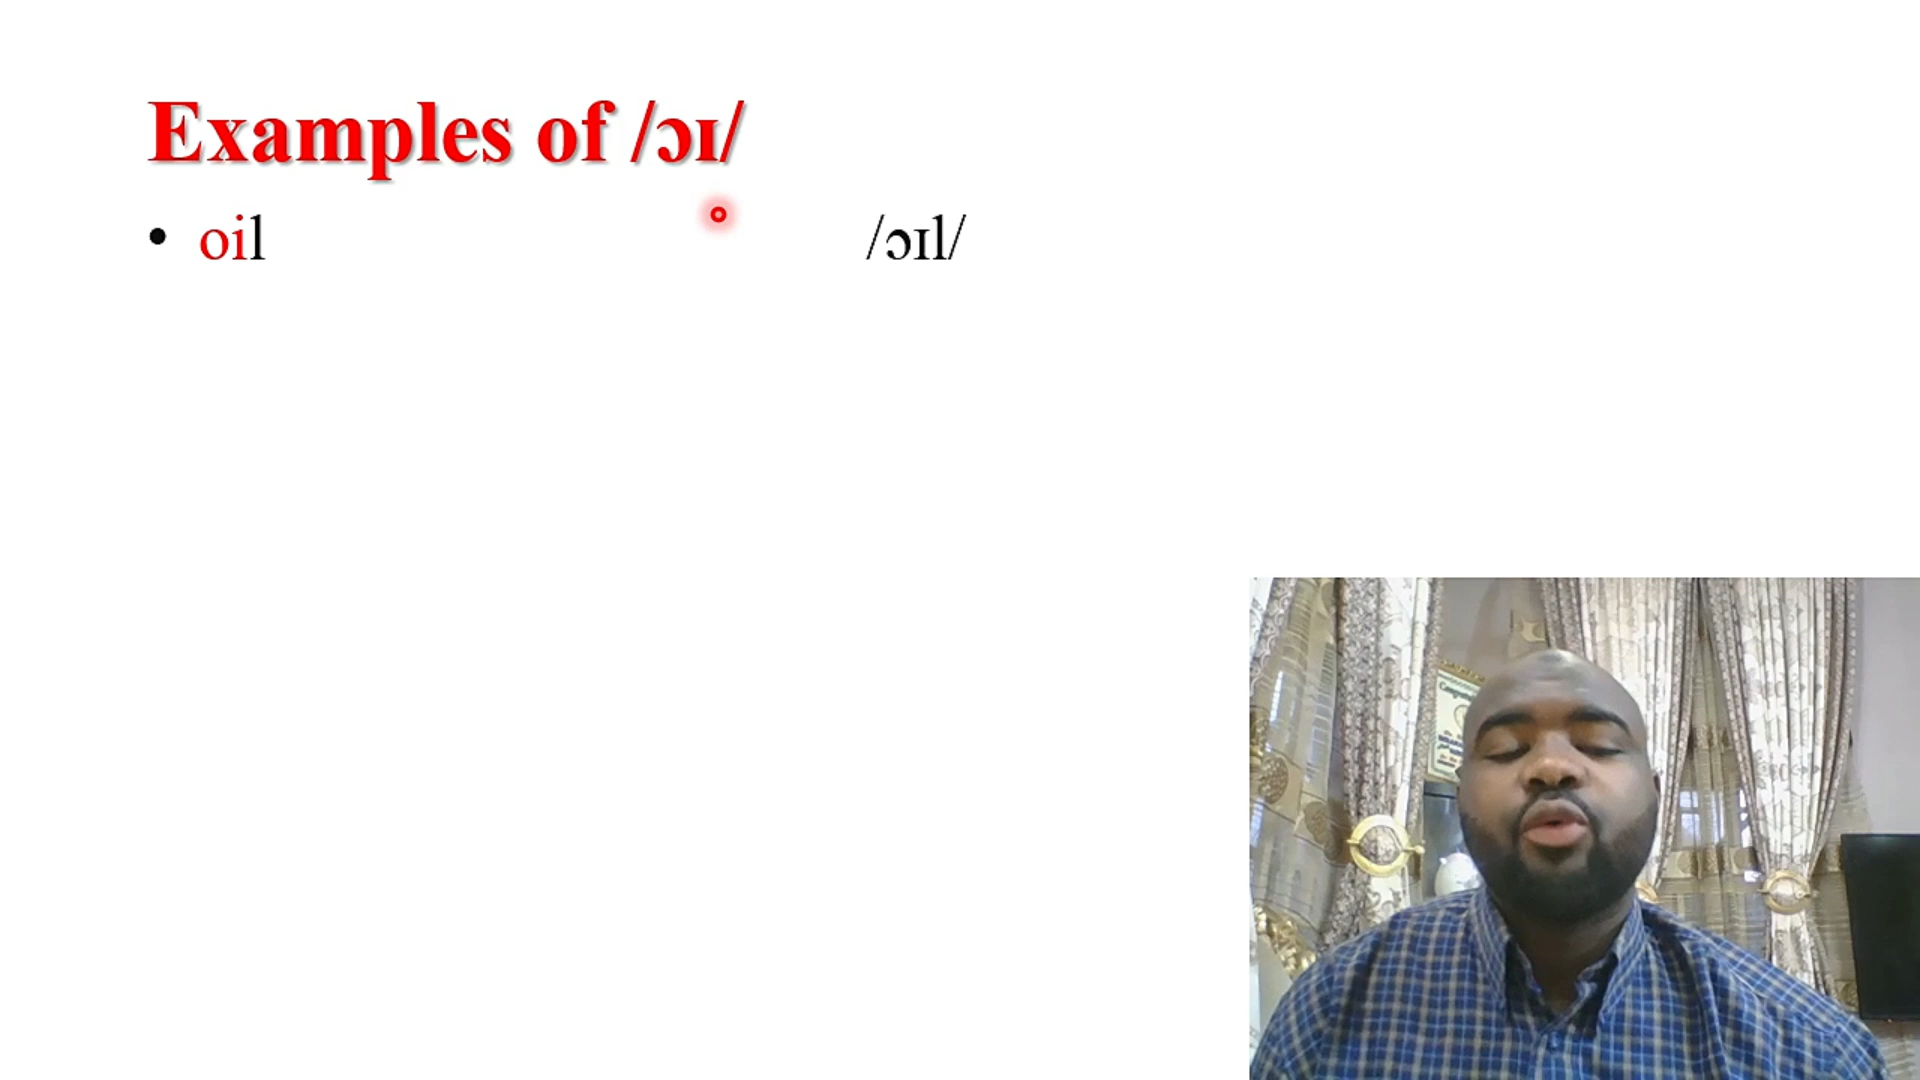 Examples of /ɔɪ/
• oil /ɔɪl/